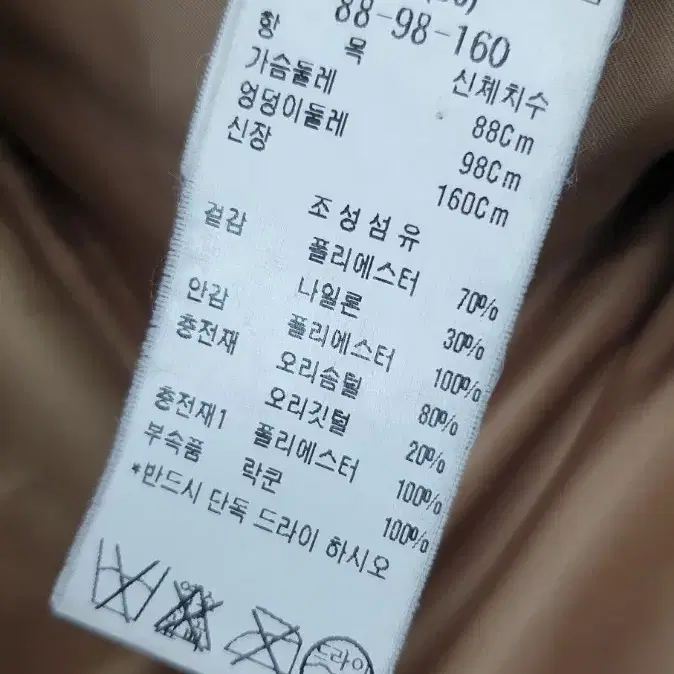 88-98-160
항 목 신체치수
가슴둘레 88Cm
엉덩이둘레 98Cm
신장 160Cm
조성섬유
겉감 폴리에스터 70%
나일론 30%
안감 폴리에스터 100%
충전재 오리솜털 80%
오리깃털 20%
충전재1 폴리에스터 100%
부속품 락쿤 100%
*반드시 단독 드라이 하시오
드라이